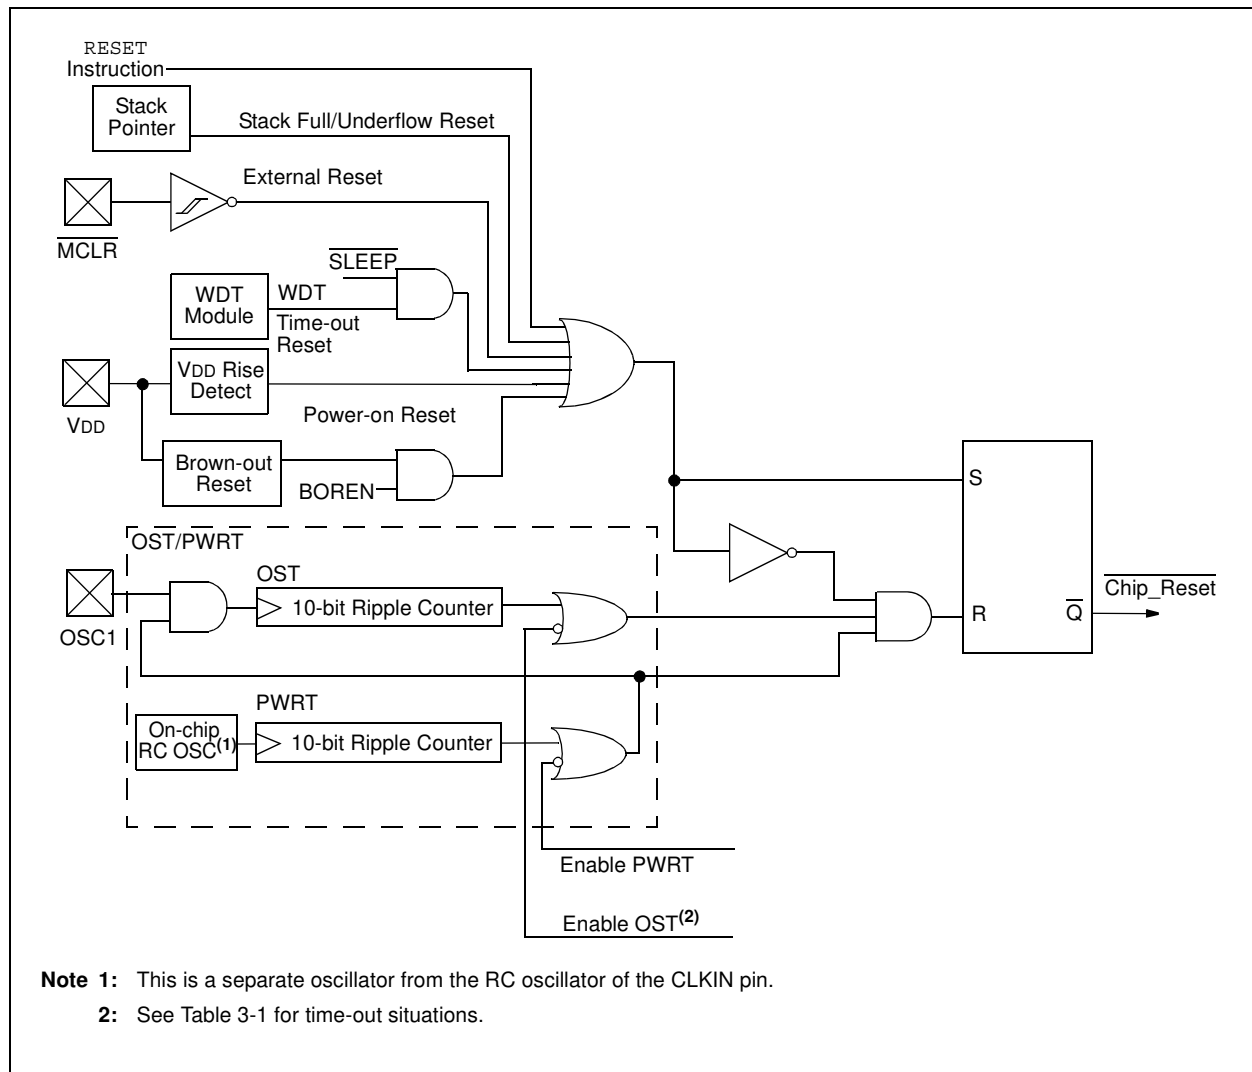 RESET
Instruction
Stack
Pointer
Stack Full/Underflow Reset
External Reset
MCLR
SLEEP
WDT
Module
WDT
Time-out
Reset
VDD Rise
Detect
VDD
Power-on Reset
Brown-out
Reset
BOREN
S
OST/PWRT
OST
10-bit Ripple Counter
OSC1
R
Q
Chip_Reset
PWRT
On-chip
RC OSC(1)
10-bit Ripple Counter
Enable PWRT
Enable OST(2)
Note 1: This is a separate oscillator from the RC oscillator of the CLKIN pin.
2: See Table 3-1 for time-out situations.